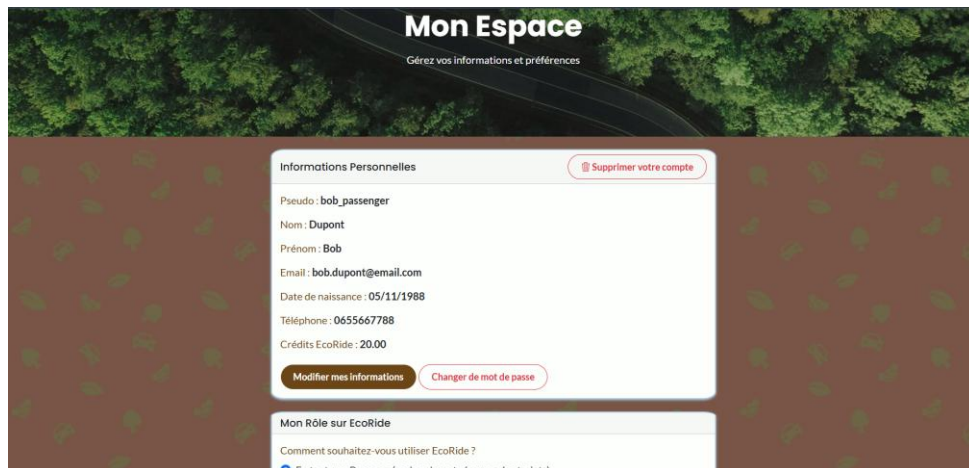 Mon Espace
Gérez vos informations et préférences
Informations Personnelles
Supprimer votre compte
Pseudo : bob_passenger
Nom : Dupont
Prénom : Bob
Email : bob.dupont@email.com
Date de naissance : 05/11/1988
Téléphone : 0655667788
Crédits EcoRide : 20.00
Modifier mes informations Changer de mot de passe
Mon Rôle sur EcoRide
Comment souhaitez-vous utiliser EcoRide ?